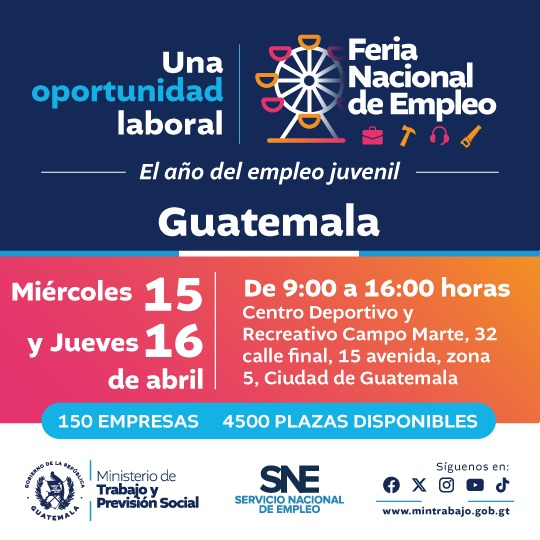 Una
oportunidad
laboral
Feria
Nacional
de Empleo
El año del empleo juvenil
Guatemala
Miércoles 15
y Jueves 16
de abril
De 9:00 a 16:00 horas
Centro Deportivo y
Recreativo Campo Marte, 32
calle final, 15 avenida, zona
5, Ciudad de Guatemala
150 EMPRESAS 4500 PLAZAS DISPONIBLES
GOBIERNO DE LA REPÚBLICA
GUATEMALA
Ministerio de
Trabajo y
Previsión Social
SNE
SERVICIO NACIONAL
DE EMPLEO
Síguenos en:
www.mintrabajo.gob.gt